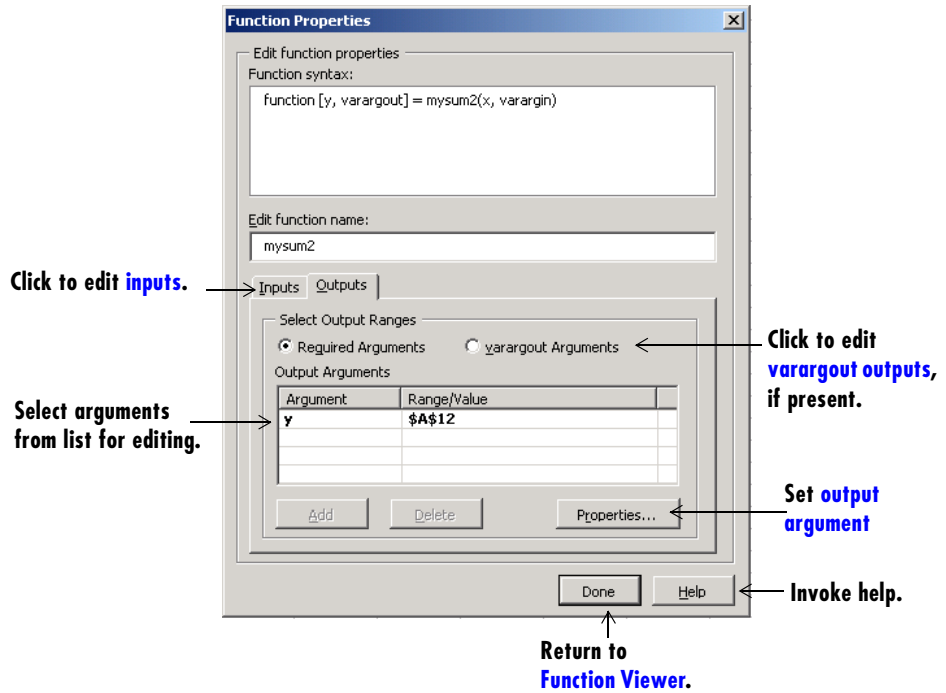 Function Properties
Edit function properties
Function syntax:
function [y, varargout] = mysum2(x, varargin)
Edit function name:
mysum2
Click to edit inputs.
Inputs
Outputs
Select Output Ranges
Required Arguments
varargout Arguments
Click to edit
varargout outputs,
if present.
Output Arguments
Argument
Range/Value
y
$A$12
Select arguments
from list for editing.
Add
Delete
Properties...
Set output
argument
Done
Help
Invoke help.
Return to
Function Viewer.